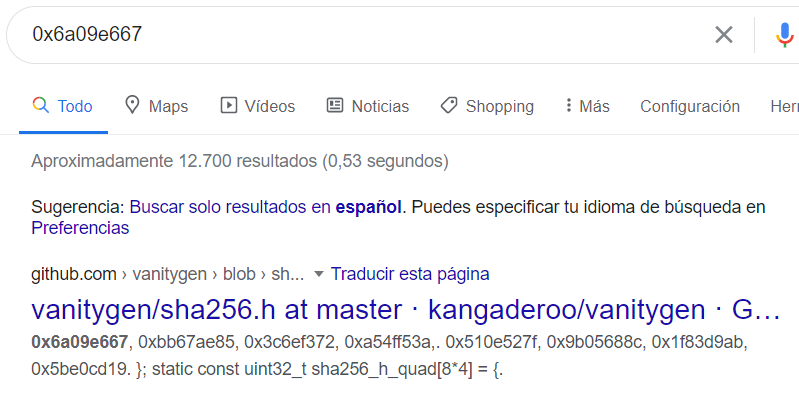 0x6a09e667
Todo Maps Vídeos Noticias Shopping Más Configuración
Aproximadamente 12.700 resultados (0,53 segundos)
Sugerencia: Buscar solo resultados en español. Puedes especificar tu idioma de búsqueda en
Preferencias
github.com › vanitygen › blob › sh... Traducir esta página
vanitygen/sha256.h at master · kangaderoo/vanitygen · G...
0x6a09e667, 0xbb67ae85, 0x3c6ef372, 0xa54ff53a,. 0x510e527f, 0x9b05688c, 0x1f83d9ab,
0x5be0cd19. }; static const uint32_t sha256_h_quad[8*4] = {.